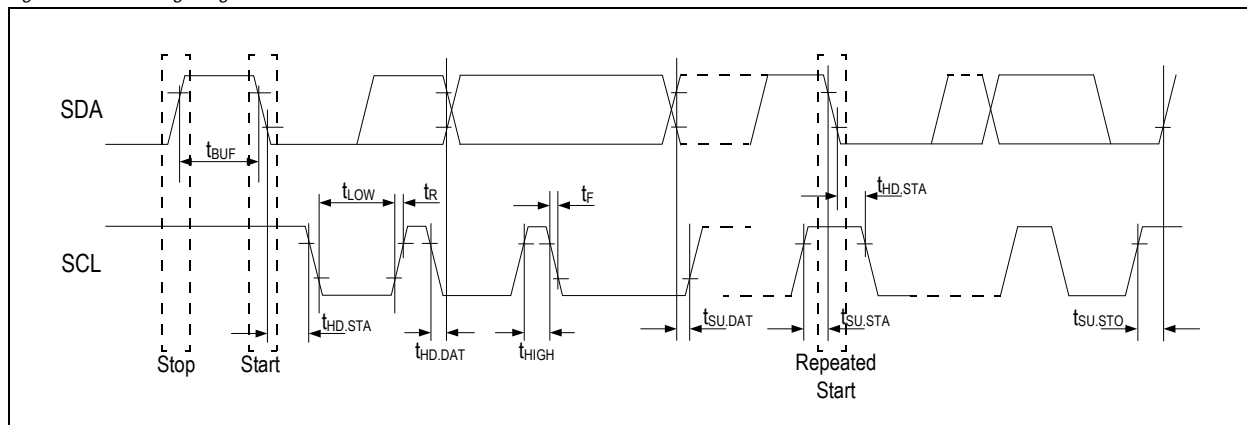 SDA
tBUF
tLOW
tR
tF
tHD.STA
SCL
tHD.STA
tHD.DAT
tHIGH
tSU.DAT
tSU.STA
tSU.STO
Stop
Start
Repeated
Start